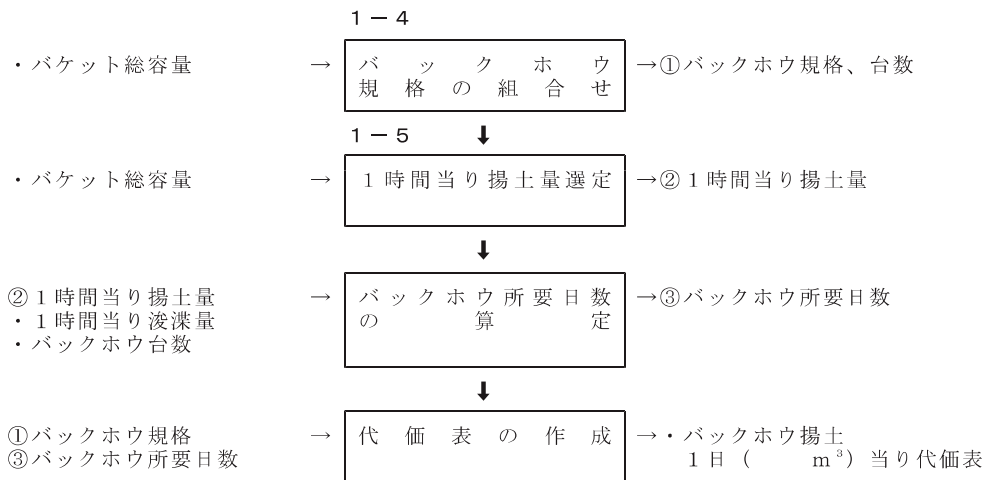 １－４
・バケット総容量 → バックホウ →①バックホウ規格、台数
規格の組合せ
⬇
１－５
・バケット総容量 → １時間当り揚土量選定 →②１時間当り揚土量
⬇
②１時間当り揚土量 → バックホウ所要日数 →③バックホウ所要日数
・１時間当り浚渫量 の算定
・バックホウ台数
⬇
①バックホウ規格 → 代価表の作成 →・バックホウ揚土
③バックホウ所要日数 １日（　　ｍ³）当り代価表